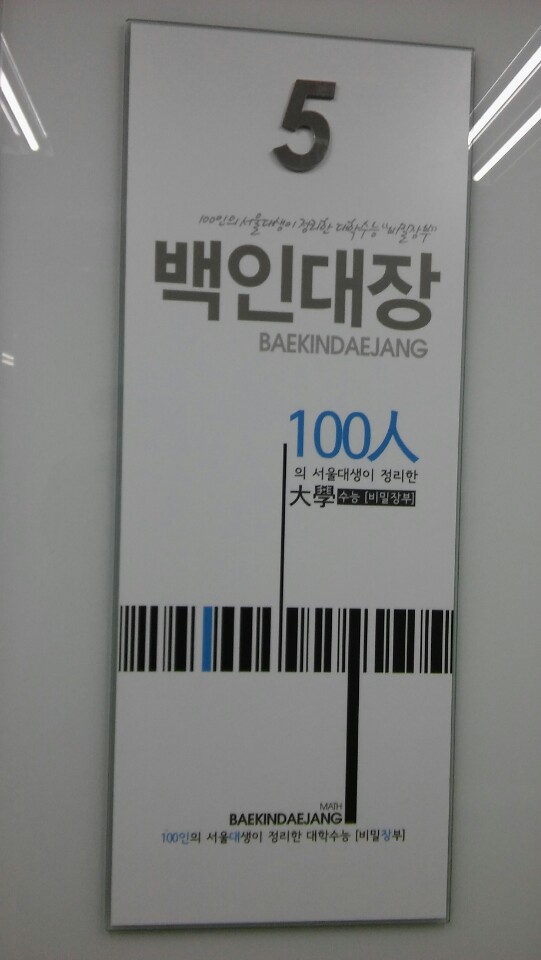 5
100인의 서울대생이 정리한 대학수능 "비밀장부"
백인대장
BAEKINDAEJANG
100人
의 서울대생이 정리한
大學 수능 [비밀장부]
MATH
BAEKINDAEJANG
100인의 서울대생이 정리한 대학수능 [비밀장부]